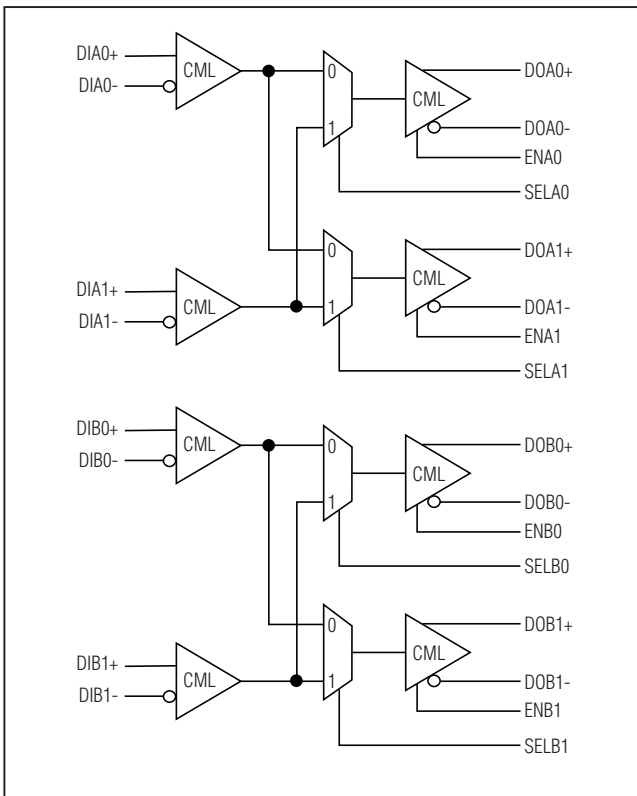 DIA0+
DIA0-
CML
0
1
CML
DOA0+
DOA0-
ENA0
SELA0
DIA1+
DIA1-
CML
0
1
CML
DOA1+
DOA1-
ENA1
SELA1
DIB0+
DIB0-
CML
0
1
CML
DOB0+
DOB0-
ENB0
SELB0
DIB1+
DIB1-
CML
0
1
CML
DOB1+
DOB1-
ENB1
SELB1